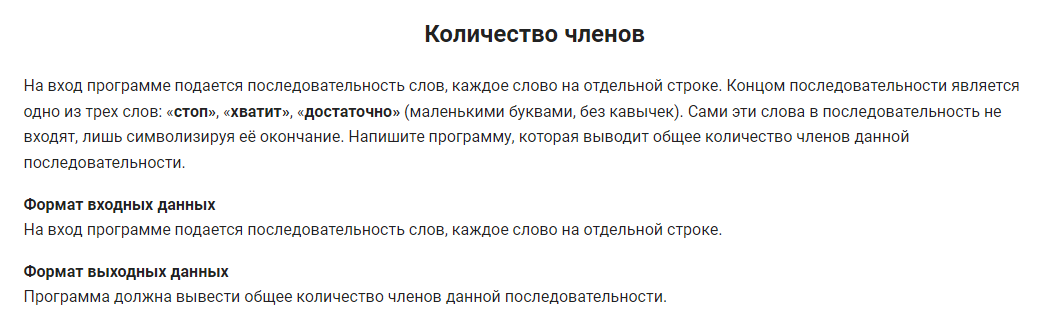 Количество членов
На вход программе подается последовательность слов, каждое слово на отдельной строке. Концом последовательности является
одно из трех слов: «стоп», «хватит», «достаточно» (маленькими буквами, без кавычек). Сами эти слова в последовательность не
входят, лишь символизируя её окончание. Напишите программу, которая выводит общее количество членов данной
последовательности.
Формат входных данных
На вход программе подается последовательность слов, каждое слово на отдельной строке.
Формат выходных данных
Программа должна вывести общее количество членов данной последовательности.